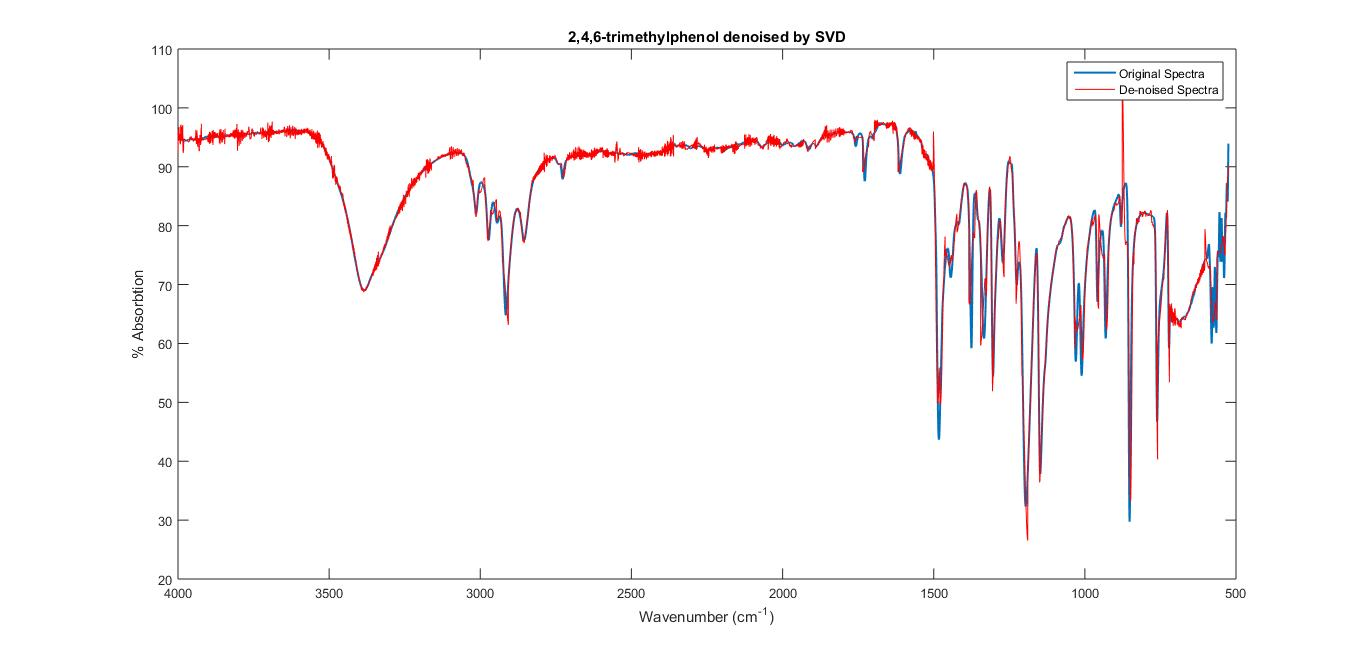 2,4,6-trimethylphenol denoised by SVD
110
100
90
80
70
60
50
40
30
20
% Absorbtion
Original Spectra
De-noised Spectra
4000 3500 3000 2500 2000 1500 1000 500
Wavenumber (cm⁻¹)